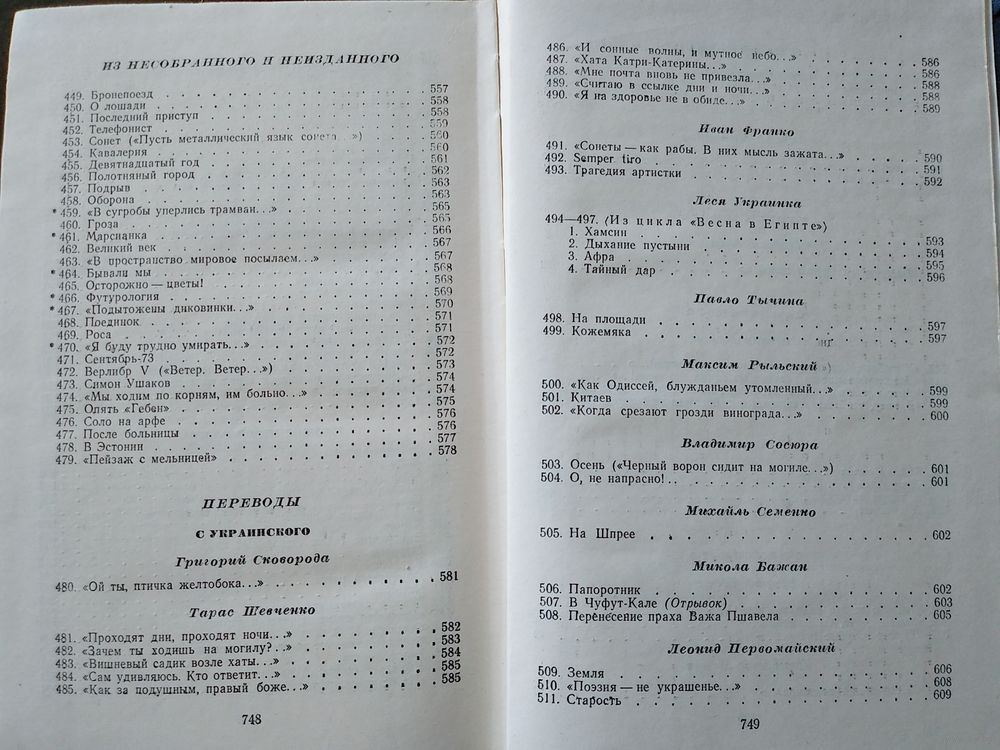 ИЗ НЕСОБРАННОГО И НЕИЗДАННОГО
449. Бронепоезд . . . 557
450. О лошади . . . 558
451. Последний приступ . . . 558
452. Телефонист . . . 559
453. Сонет («Пусть металлический язык сонета...») . . . 560
454. Кавалерия . . . 560
455. Девятнадцатый год . . . 561
456. Полотняный город . . . 562
457. Подрыв . . . 563
458. Оборона . . . 563
*459. «В сугробы уперлись трамваи...» . . . 565
460. Гроза . . . 565
*461. Марсианка . . . 566
462. Великий век . . . 567
463. «В пространство мировое посылаем...» . . . 567
*464. Бывали мы . . . 568
465. Осторожно — цветы! . . . 568
*466. Футурология . . . 569
*467. «Подытожены диковинки...» . . . 570
468. Поединок . . . 571
469. Роса . . . 571
*470. «Я буду трудно умирать...» . . . 572
471. Сентябрь-73 . . . 572
472. Верлибр V («Ветер. Ветер...») . . . 573
473. Симон Ушаков . . . 574
474. «Мы ходим по корням, им больно...» . . . 574
475. Опять «Гебен» . . . 575
476. Соло на арфе . . . 576
477. После больницы . . . 576
478. В Эстонии . . . 577
479. «Пейзаж с мельницей» . . . 578
ПЕРЕВОДЫ
С УКРАИНСКОГО
Григорий Сковорода
480. «Ой ты, птичка желтобока...» . . . 581
Тарас Шевченко
481. «Проходят дни, проходят ночи...» . . . 582
482. «Зачем ты ходишь на могилу?..» . . . 583
483. «Вишневый садик возле хаты...» . . . 584
484. «Сам удивляюсь. Кто ответит...» . . . 585
485. «Как за подушным, правый боже...» . . . 585
748
486. «И сонные волны, и мутное небо...» . . . 586
487. «Хата Катри-Катерины...» . . . 586
488. «Мне почта вновь не привезла...» . . . 588
489. «Считаю в ссылке дни и ночи...» . . . 588
490. «Я на здоровье не в обиде...» . . . 589
Иван Франко
491. «Сонеты — как рабы. В них мысль зажата...» . . . 590
492. Semper tiro . . . 591
493. Трагедия артистки . . . 592
Леся Украинка
494—497. (Из цикла «Весна в Египте»)
1. Хамсин . . . 593
2. Дыхание пустыни . . . 594
3. Афра . . . 595
4. Тайный дар . . . 596
Павло Тычина
498. На площади . . . 597
499. Кожемяка . . . 597
Максим Рыльский
500. «Как Одиссей, блужданьем утомленный...» . . . 599
501. Китаев . . . 599
502. «Когда срезают грозди винограда...» . . . 600
Владимир Сосюра
503. Осень («Черный ворон сидит на могиле...») . . . 601
504. О, не напрасно!.. . . . 601
Михайль Семенко
505. На Шпрее . . . 602
Микола Бажан
506. Папоротник . . . 602
507. В Чуфут-Кале (Отрывок) . . . 603
508. Перенесение праха Важа Пшавела . . . 605
Леонид Первомайский
509. Земля . . . 606
510. «Поэзия — не украшенье...» . . . 608
511. Старость . . . 609
749